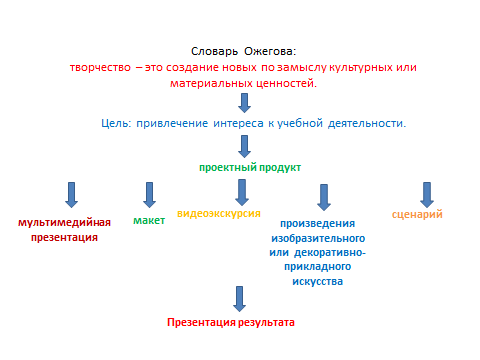 Словарь Ожегова:
творчество – это создание новых по замыслу культурных или
материальных ценностей.
Цель: привлечение интереса к учебной деятельности.
проектный продукт
мультимедийная
презентация
макет
видеоэкскурсия
произведения
изобразительного
или декоративно-
прикладного
искусства
сценарий
Презентация результата